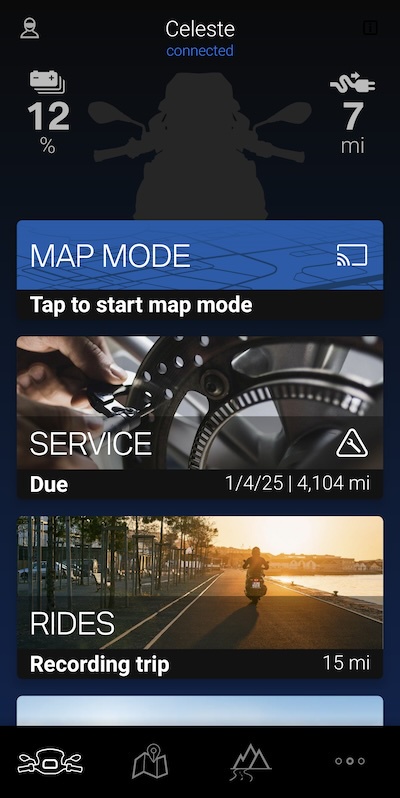 Celeste
connected
12
%
7
mi
MAP MODE
Tap to start map mode
SERVICE
Due
1/4/25 | 4,104 mi
RIDES
Recording trip
15 mi